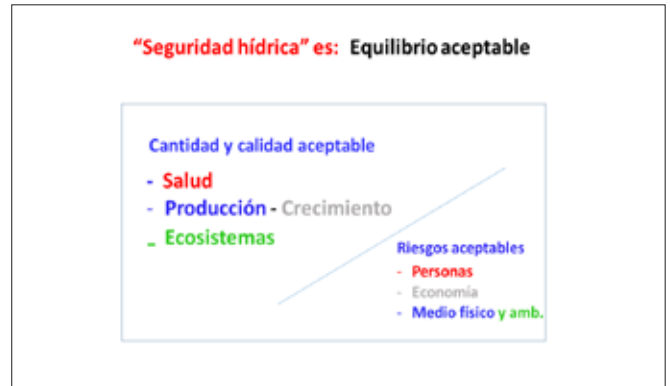 “Seguridad hídrica” es: Equilibrio aceptable
Cantidad y calidad aceptable
- Salud
- Producción - Crecimiento
- Ecosistemas
Riesgos aceptables
- Personas
- Economía
- Medio físico y amb.